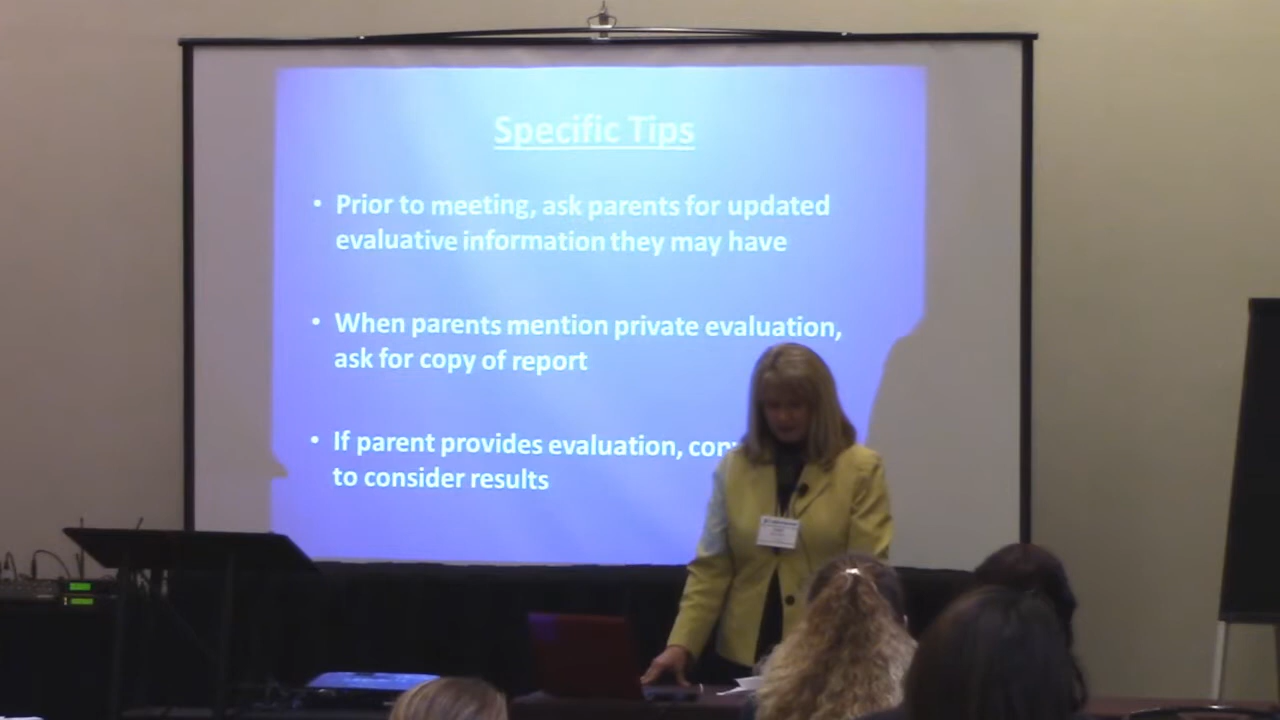 Specific Tips
• Prior to meeting, ask parents for updated
evaluative information they may have
• When parents mention private evaluation,
ask for copy of report
• If parent provides evaluation,
to consider results